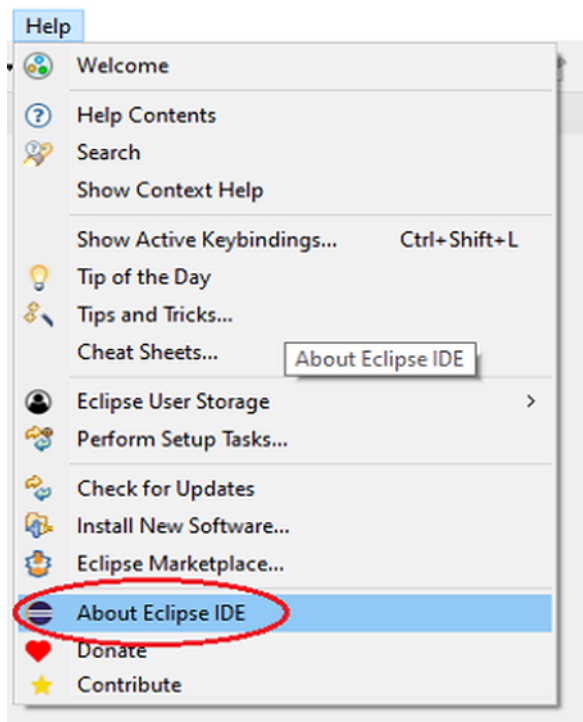 Help
Welcome
Help Contents
Search
Show Context Help
Show Active Keybindings... Ctrl+Shift+L
Tip of the Day
Tips and Tricks...
Cheat Sheets...
About Eclipse IDE
Eclipse User Storage
Perform Setup Tasks...
Check for Updates
Install New Software...
Eclipse Marketplace...
About Eclipse IDE
Donate
Contribute